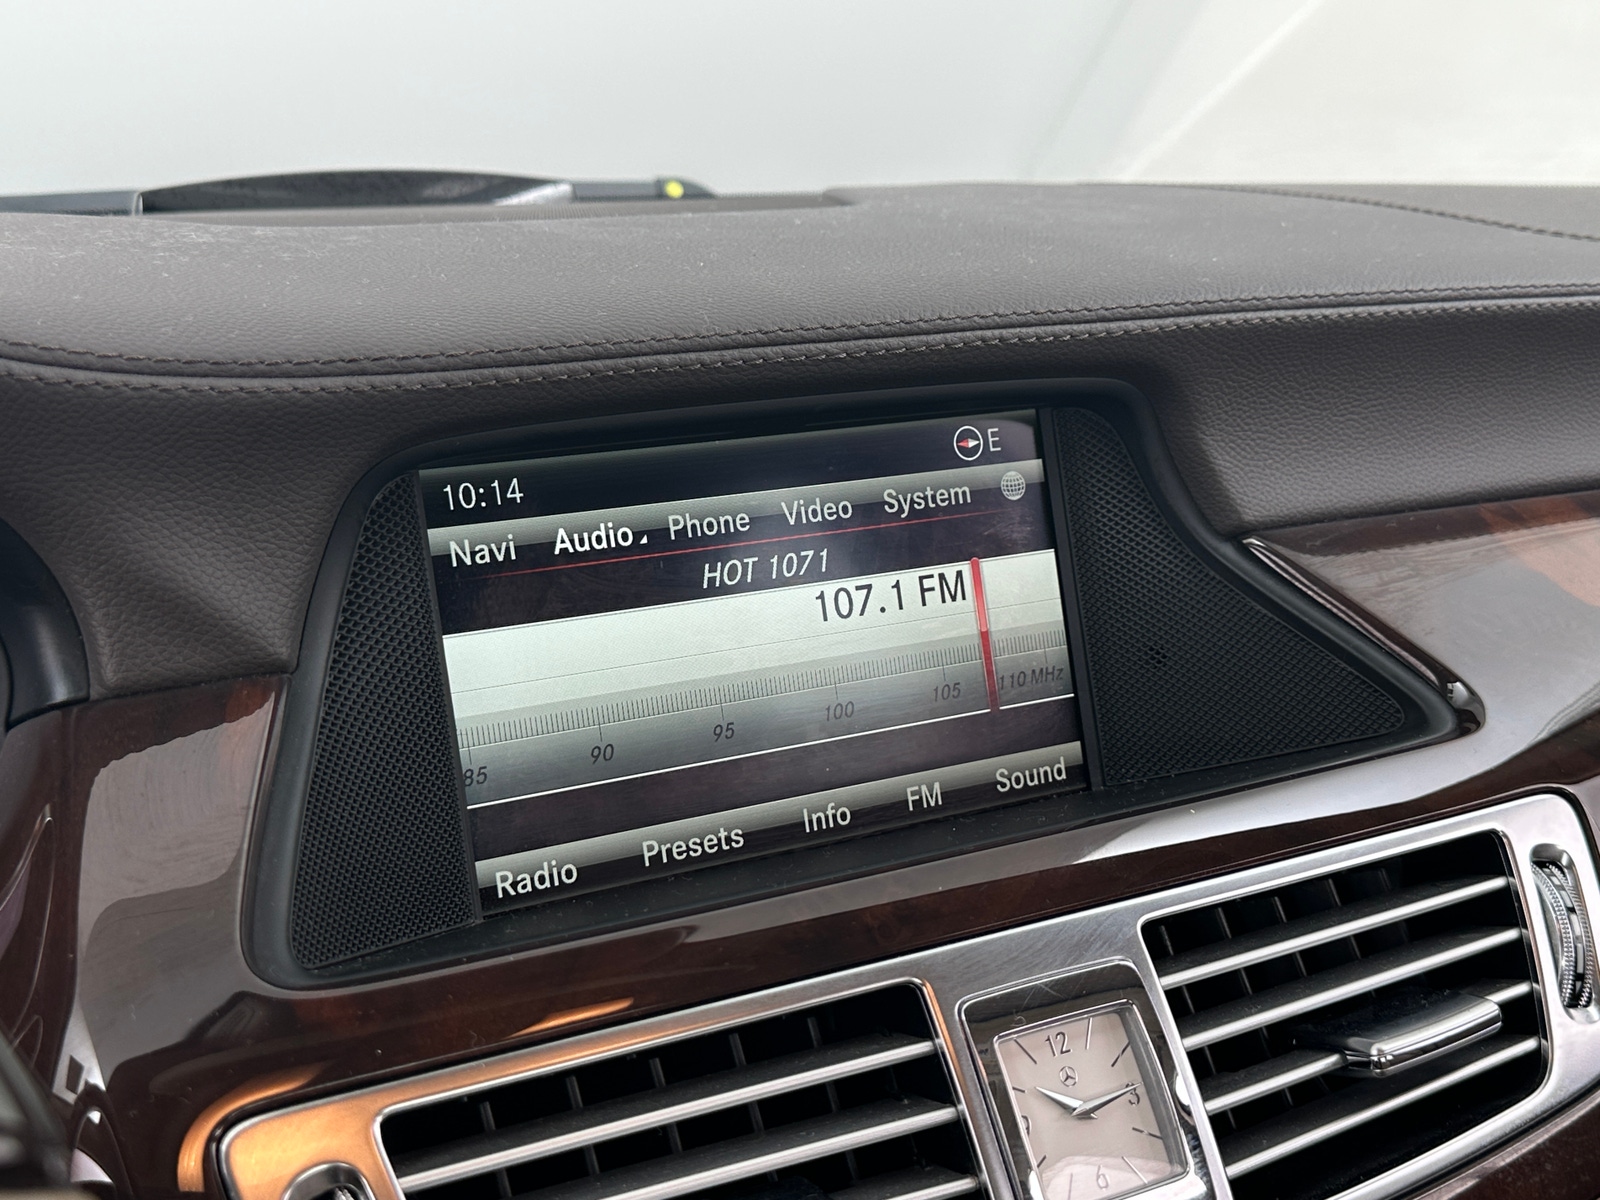 E
10:14
Navi Audio Phone Video System
HOT 1071
107.1 FM
85 90 95 100 105 110 MHz
Radio Presets Info FM Sound
12
3
6
9